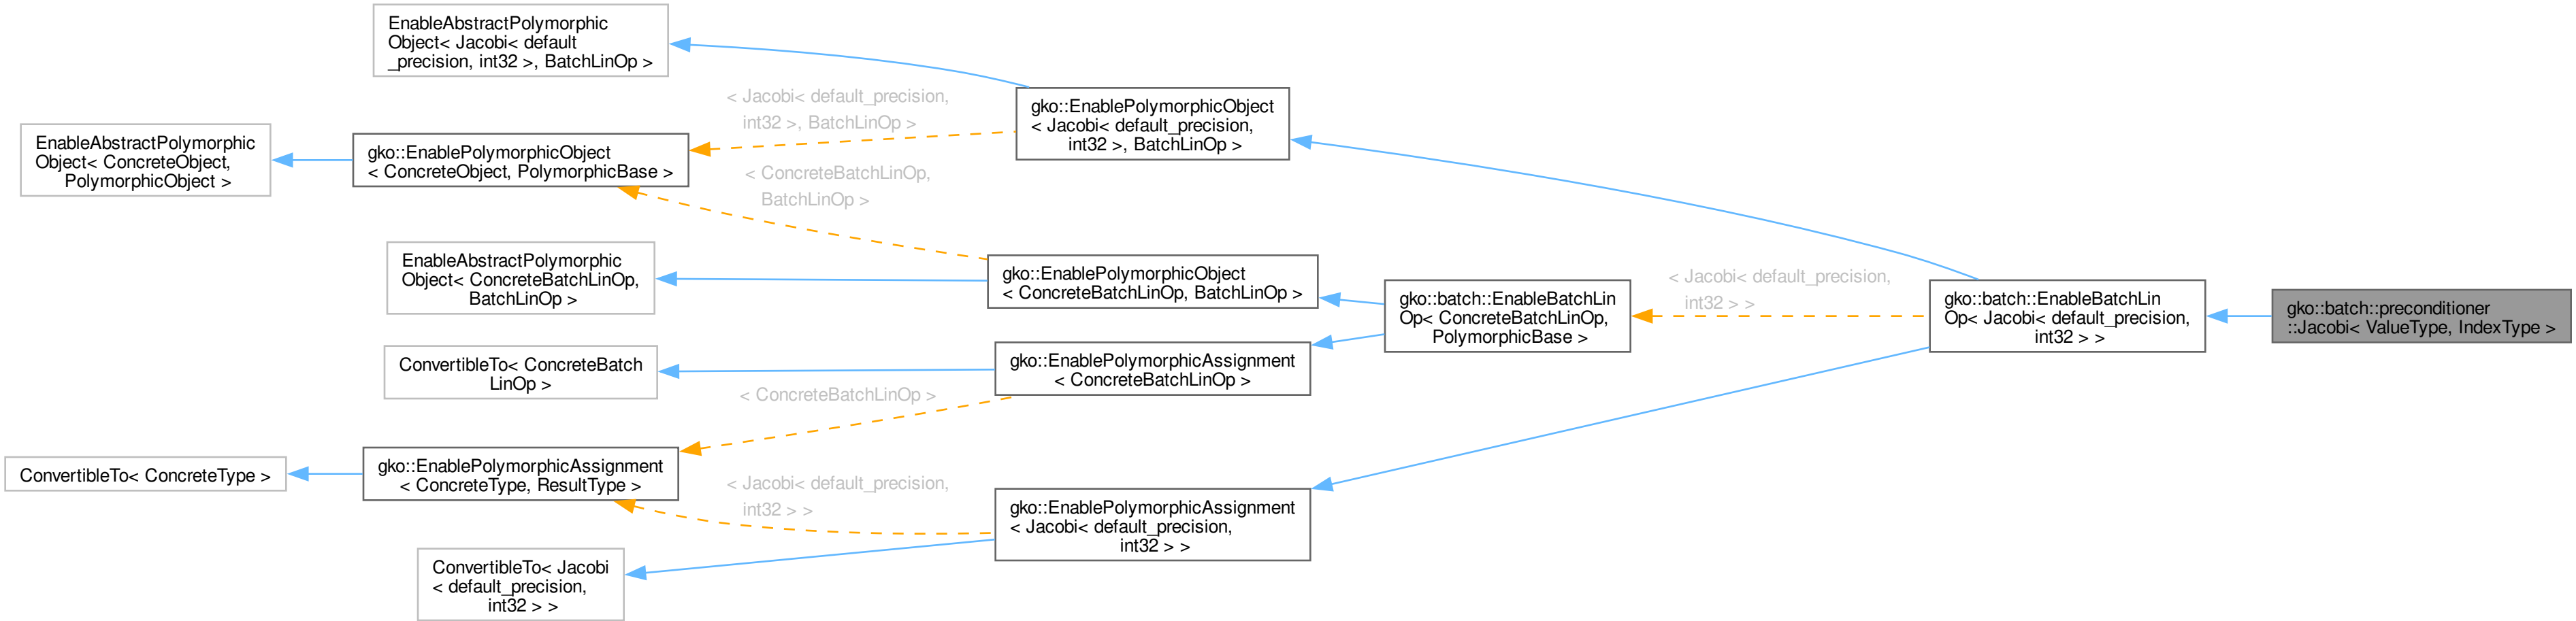 EnableAbstractPolymorphic
Object< Jacobi< default
_precision, int32 >, BatchLinOp >
EnableAbstractPolymorphic
Object< ConcreteObject,
PolymorphicObject >
gko::EnablePolymorphicObject
< ConcreteObject, PolymorphicBase >
< Jacobi< default_precision,
int32 >, BatchLinOp >
gko::EnablePolymorphicObject
< Jacobi< default_precision,
int32 >, BatchLinOp >
< ConcreteBatchLinOp,
BatchLinOp >
EnableAbstractPolymorphic
Object< ConcreteBatchLinOp,
BatchLinOp >
gko::EnablePolymorphicObject
< ConcreteBatchLinOp, BatchLinOp >
gko::batch::EnableBatchLin
Op< ConcreteBatchLinOp,
PolymorphicBase >
< Jacobi< default_precision,
int32 > >
gko::batch::EnableBatchLin
Op< Jacobi< default_precision,
int32 > >
gko::batch::preconditioner
::Jacobi< ValueType, IndexType >
ConvertibleTo< ConcreteBatch
LinOp >
gko::EnablePolymorphicAssignment
< ConcreteBatchLinOp >
< ConcreteBatchLinOp >
ConvertibleTo< ConcreteType >
gko::EnablePolymorphicAssignment
< ConcreteType, ResultType >
< Jacobi< default_precision,
int32 > >
gko::EnablePolymorphicAssignment
< Jacobi< default_precision,
int32 > >
ConvertibleTo< Jacobi
< default_precision,
int32 > >